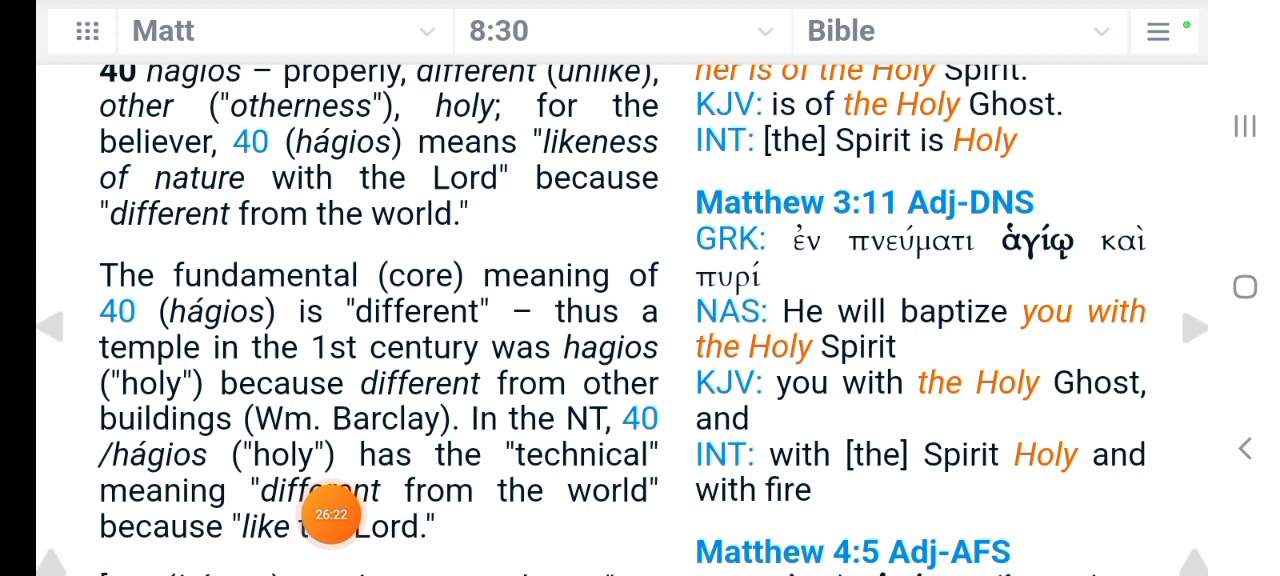 Matt
8:30
Bible
40 hágios – properly, different (unlike),
other ("otherness"), holy; for the
believer, 40 (hágios) means "likeness
of nature with the Lord" because
"different from the world."
The fundamental (core) meaning of
40 (hágios) is "different" – thus a
temple in the 1st century was hagios
("holy") because different from other
buildings (Wm. Barclay). In the NT, 40
/hágios ("holy") has the "technical"
meaning "different from the world"
because "like Lord."
26:22
her is of the Holy Spirit.
KJV: is of the Holy Ghost.
INT: [the] Spirit is Holy
Matthew 3:11 Adj-DNS
GRK: ἐν πνεύματι ἁγίῳ καὶ
πυρί
NAS: He will baptize you with
the Holy Spirit
KJV: you with the Holy Ghost,
and
INT: with [the] Spirit Holy and
with fire
Matthew 4:5 Adj-AFS